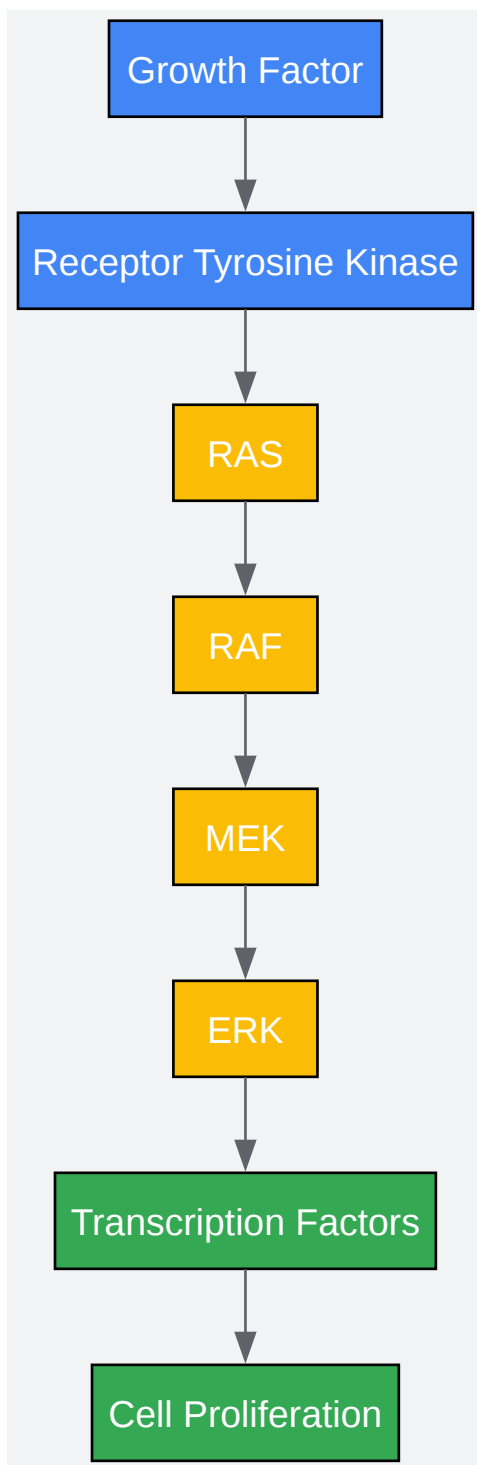 Growth Factor
Receptor Tyrosine Kinase
RAS
RAF
MEK
ERK
Transcription Factors
Cell Proliferation